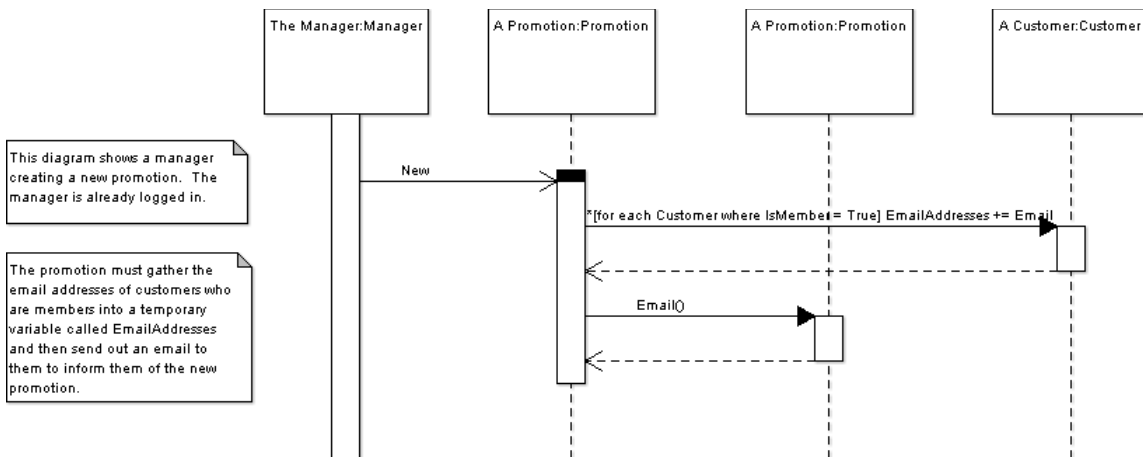 The Manager:Manager
A Promotion:Promotion
A Promotion:Promotion
A Customer:Customer
This diagram shows a manager
creating a new promotion.  The
manager is already logged in.
New
*[for each Customer where IsMember = True] EmailAddresses += Email
The promotion must gather the
email addresses of customers who
are members into a temporary
variable called EmailAddresses
and then send out an email to
them to inform them of the new
promotion.
Email()